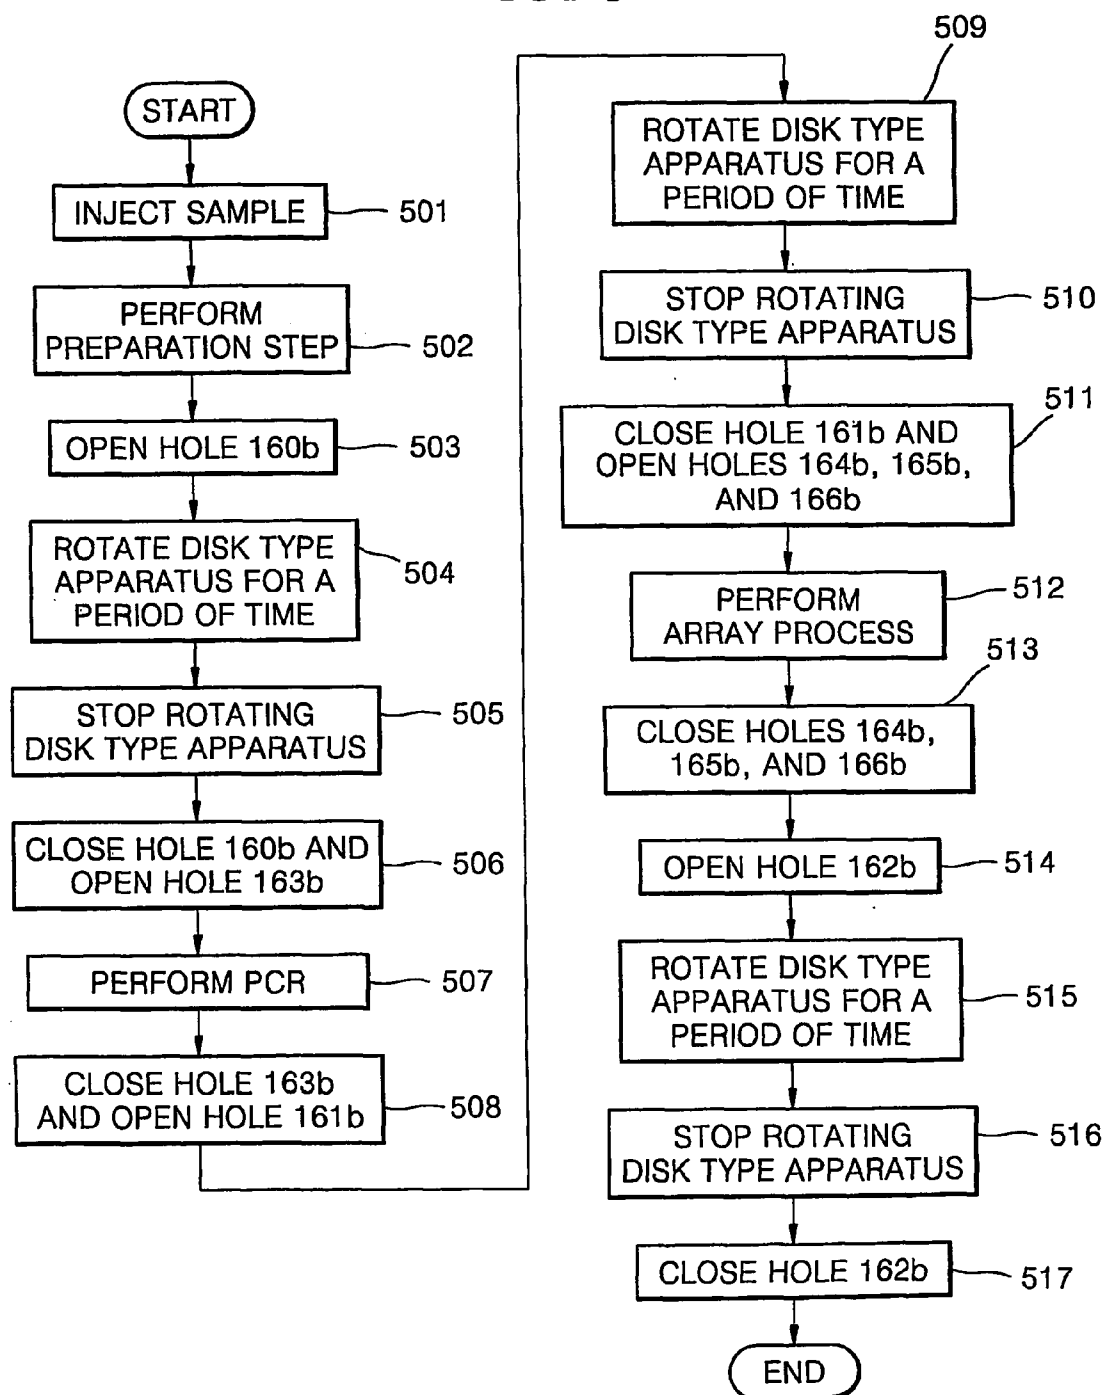 START
INJECT SAMPLE
501
PERFORM
PREPARATION STEP
502
OPEN HOLE 160b
503
ROTATE DISK TYPE
APPARATUS FOR A
PERIOD OF TIME
504
STOP ROTATING
DISK TYPE APPARATUS
505
CLOSE HOLE 160b AND
OPEN HOLE 163b
506
PERFORM PCR
507
CLOSE HOLE 163b
AND OPEN HOLE 161b
508
509
ROTATE DISK TYPE
APPARATUS FOR A
PERIOD OF TIME
STOP ROTATING
DISK TYPE APPARATUS
510
511
CLOSE HOLE 161b AND
OPEN HOLES 164b, 165b,
AND 166b
PERFORM
ARRAY PROCESS
512
513
CLOSE HOLES 164b,
165b, AND 166b
OPEN HOLE 162b
514
ROTATE DISK TYPE
APPARATUS FOR A
PERIOD OF TIME
515
STOP ROTATING
DISK TYPE APPARATUS
516
CLOSE HOLE 162b
517
END